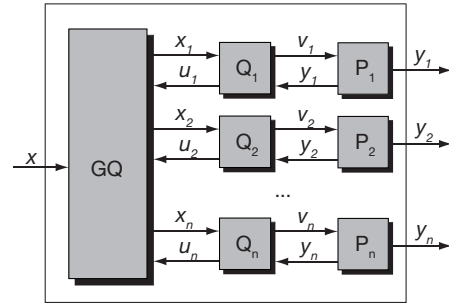 x₁ v₁
Q₁ P₁ y₁
u₁ y₁
x₂ v₂
Q₂ P₂ y₂
u₂ y₂
x GQ
...
xₙ vₙ
Qₙ Pₙ yₙ
uₙ yₙ